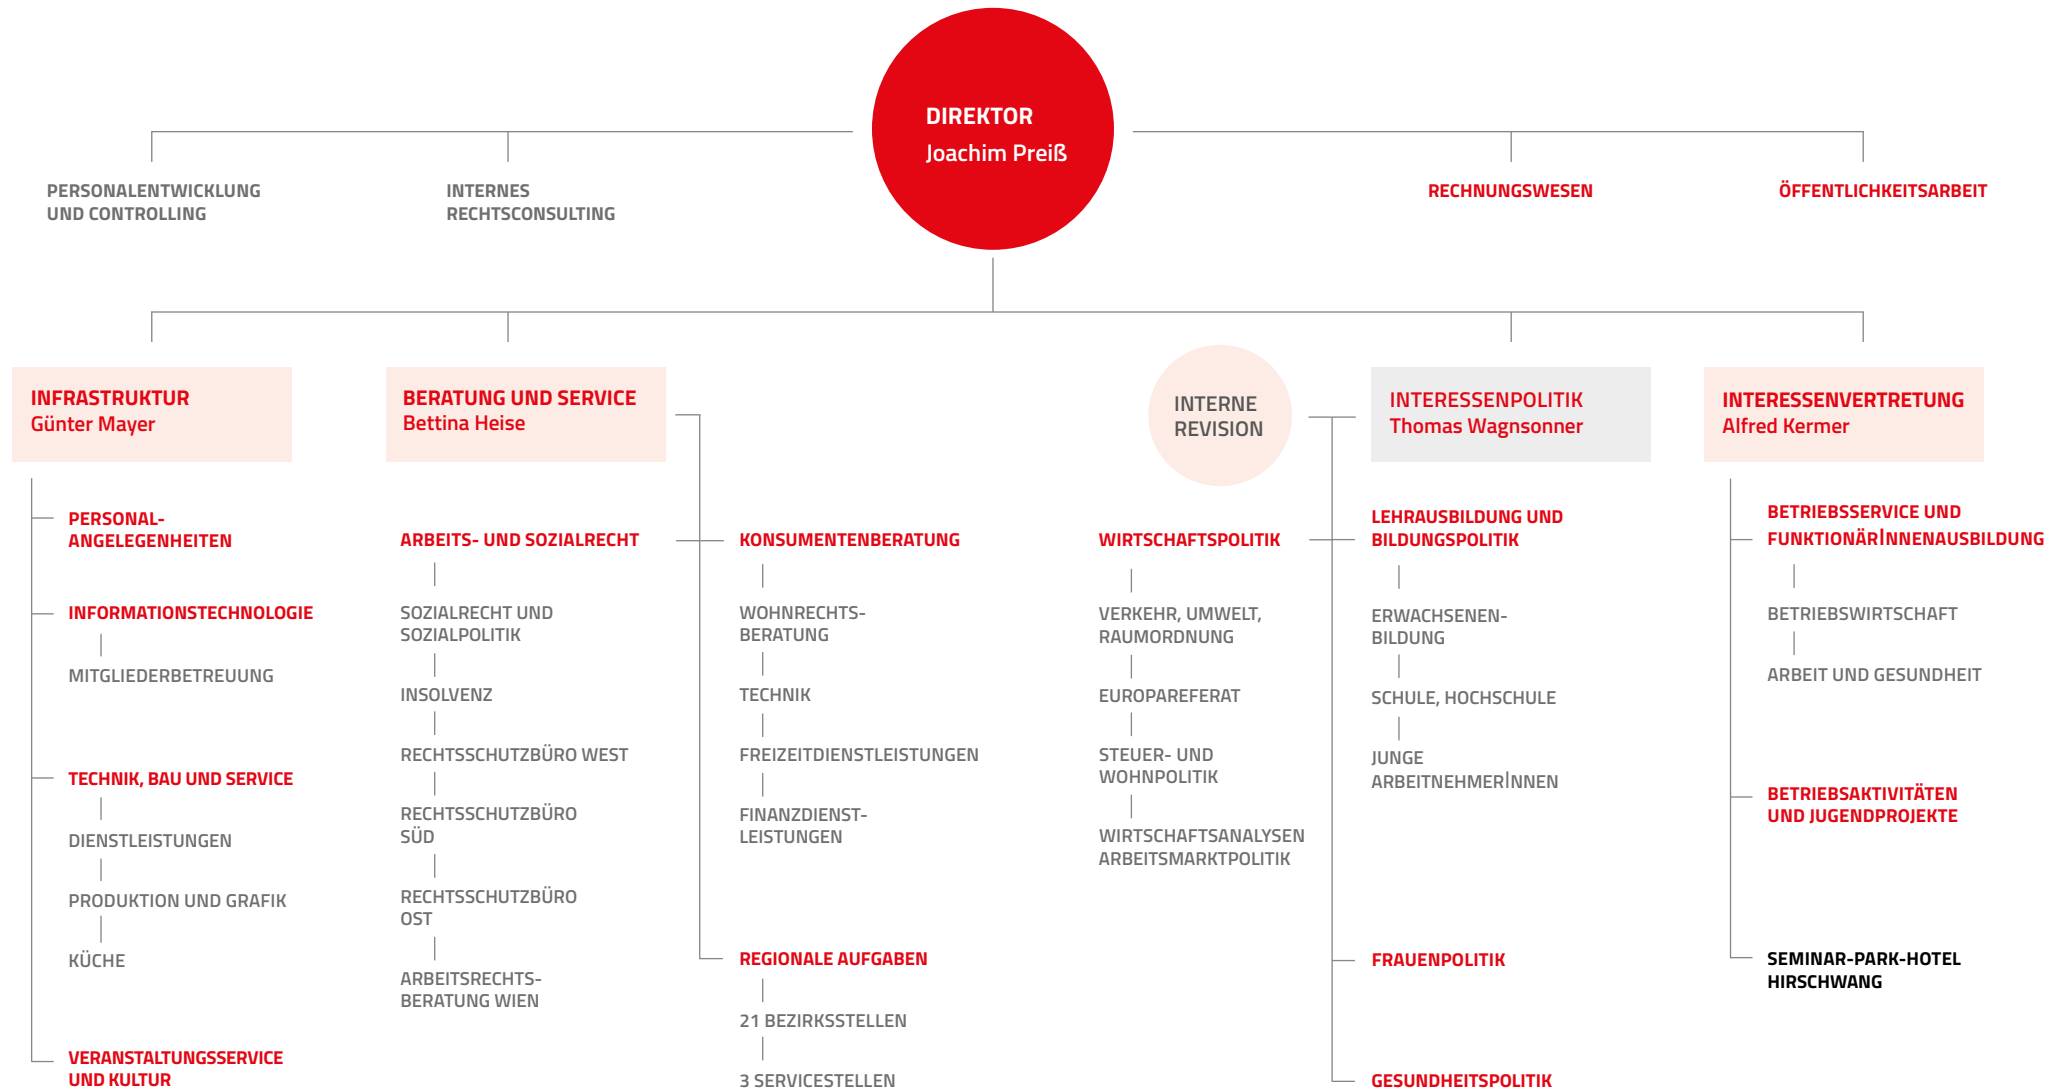 DIREKTOR
Joachim Preiß
PERSONALENTWICKLUNG
UND CONTROLLING
INTERNES
RECHTSCONSULTING
RECHNUNGSWESEN
ÖFFENTLICHKEITSARBEIT
INFRASTRUKTUR
Günter Mayer
PERSONAL-
ANGELEGENHEITEN
INFORMATIONSTECHNOLOGIE
MITGLIEDERBETREUUNG
TECHNIK, BAU UND SERVICE
DIENSTLEISTUNGEN
PRODUKTION UND GRAFIK
KÜCHE
VERANSTALTUNGSSERVICE
UND KULTUR
BERATUNG UND SERVICE
Bettina Heise
ARBEITS- UND SOZIALRECHT
SOZIALRECHT UND
SOZIALPOLITIK
INSOLVENZ
RECHTSSCHUTZBÜRO WEST
RECHTSSCHUTZBÜRO
SÜD
RECHTSSCHUTZBÜRO
OST
ARBEITSRECHTS-
BERATUNG WIEN
KONSUMENTENBERATUNG
WOHNRECHTS-
BERATUNG
TECHNIK
FREIZEITDIENSTLEISTUNGEN
FINANZDIENST-
LEISTUNGEN
REGIONALE AUFGABEN
21 BEZIRKSSTELLEN
3 SERVICESTELLEN
INTERNE
REVISION
INTERESSENPOLITIK
Thomas Wagnsonner
WIRTSCHAFTSPOLITIK
VERKEHR, UMWELT,
RAUMORDNUNG
EUROPAREFERAT
STEUER- UND
WOHNPOLITIK
WIRTSCHAFTSANALYSEN
ARBEITSMARKTPOLITIK
LEHRAUSBILDUNG UND
BILDUNGSPOLITIK
ERWACHSENEN-
BILDUNG
SCHULE, HOCHSCHULE
JUNGE
ARBEITNEHMERINNEN
FRAUENPOLITIK
GESUNDHEITSPOLITIK
INTERESSENVERTRETUNG
Alfred Kermer
BETRIEBSSERVICE UND
FUNKTIONÄRINNENAUSBILDUNG
BETRIEBSWIRTSCHAFT
ARBEIT UND GESUNDHEIT
BETRIEBSAKTIVITÄTEN
UND JUGENDPROJEKTE
SEMINAR-PARK-HOTEL
HIRSCHWANG